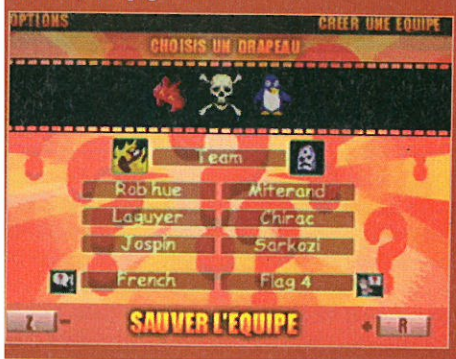 OPTIONS CREER UNE EQUIPE
CHOISIS UN DRAPEAU
Team
Rob hue Miterand
Laguyer Chirac
Jospin Sarkozi
French Flag 4
Z - SAUVER L'EQUIPE + R